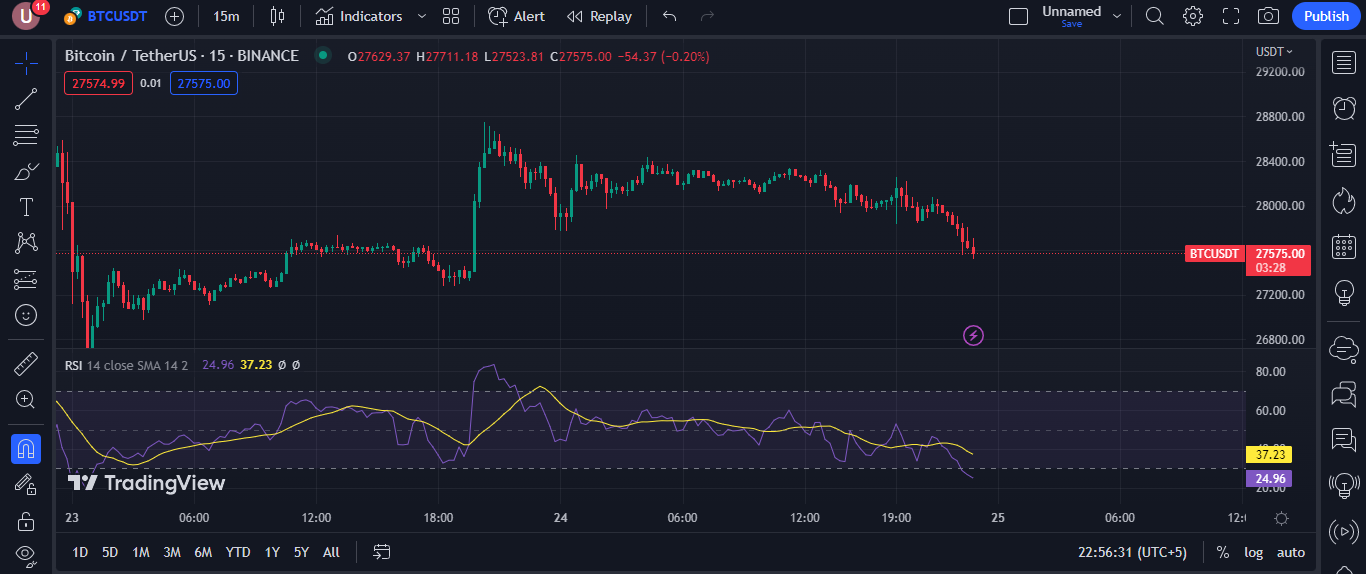 U 11 BTCUSDT 15m Indicators Alert Replay Unnamed Save Publish
Bitcoin / TetherUS · 15 · BINANCE O27629.37 H27711.18 L27523.81 C27575.00 −54.37 (−0.20%)
27574.99 0.01 27575.00
USDT
29200.00
28800.00
28400.00
28000.00
BTCUSDT 27575.00
03:28
27200.00
26800.00
RSI 14 close SMA 14 2 24.96 37.23 Ø Ø
80.00
60.00
37.23
24.96
20.00
TradingView
23 06:00 12:00 18:00 24 06:00 12:00 19:00 25 06:00
1D 5D 1M 3M 6M YTD 1Y 5Y All 22:56:31 (UTC+5) % log auto